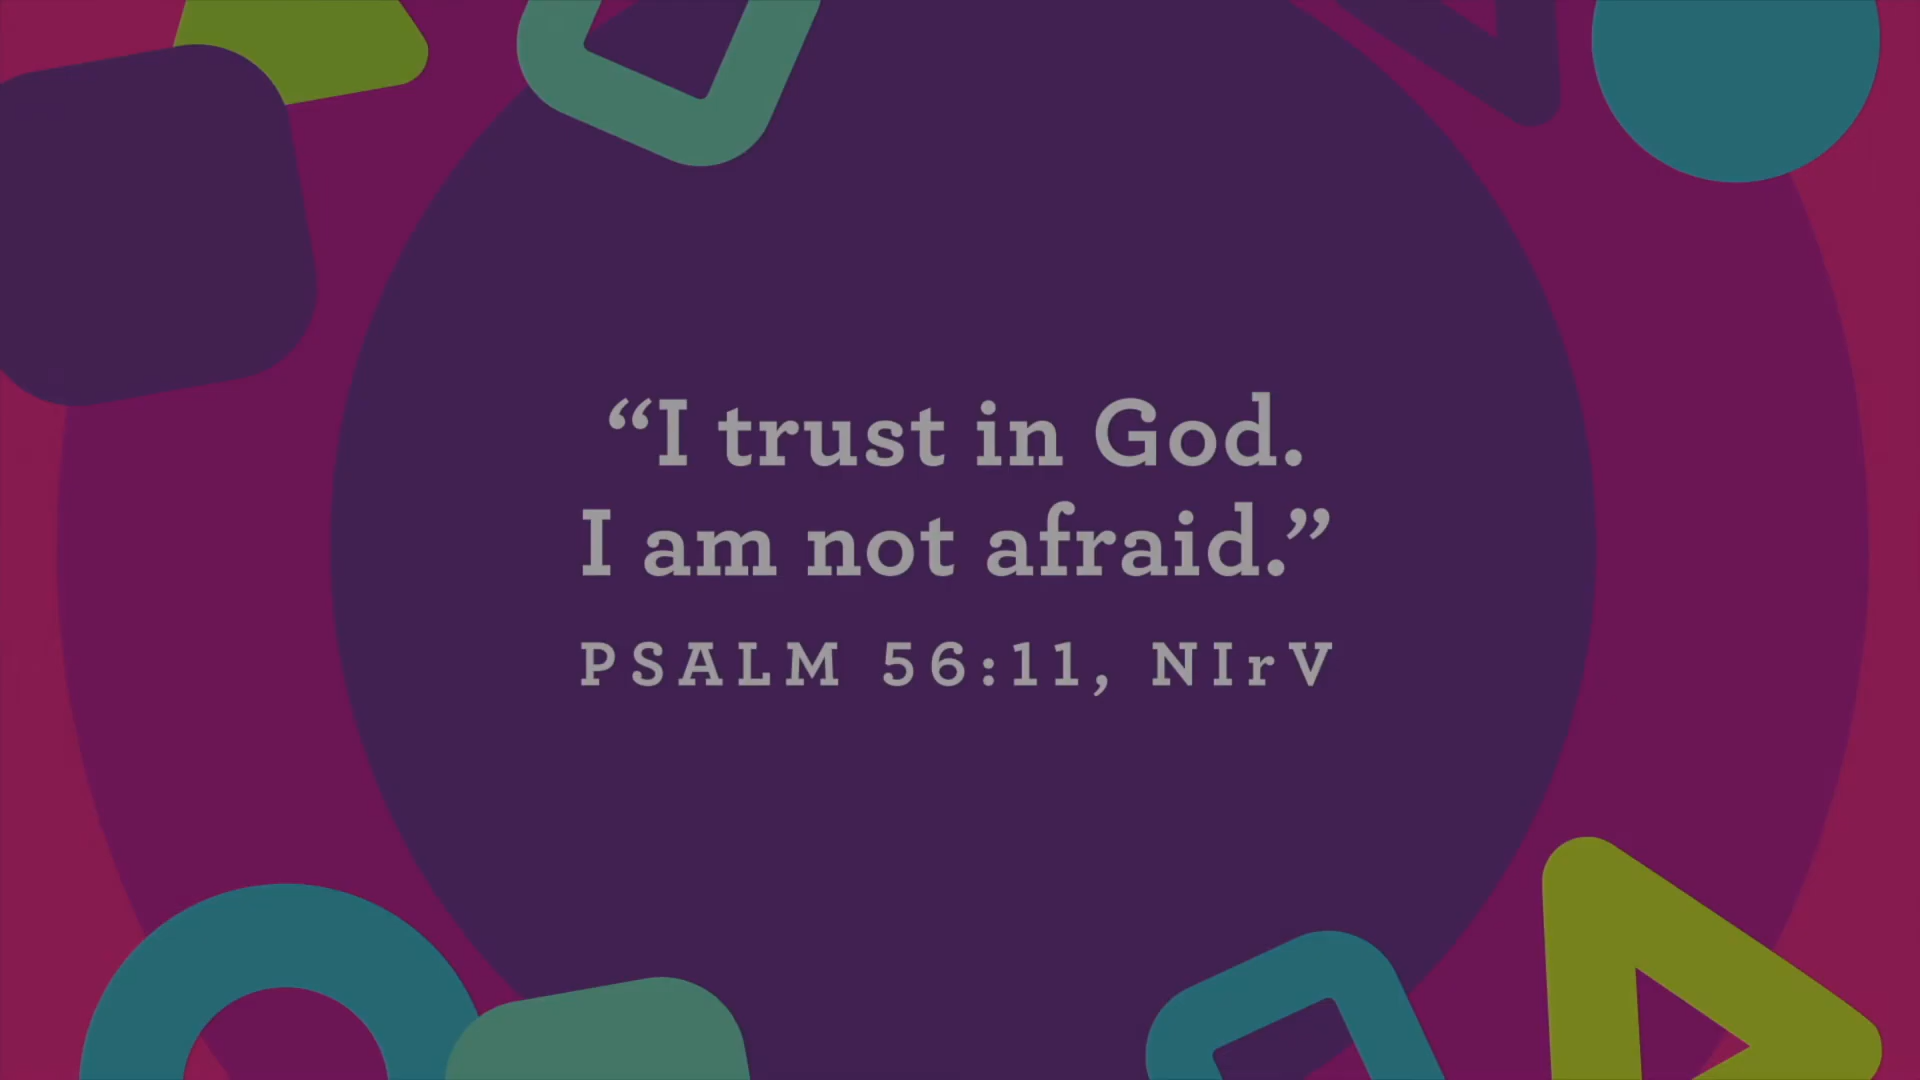 “I trust in God.
I am not afraid.”
PSALM 56:11, NIrV